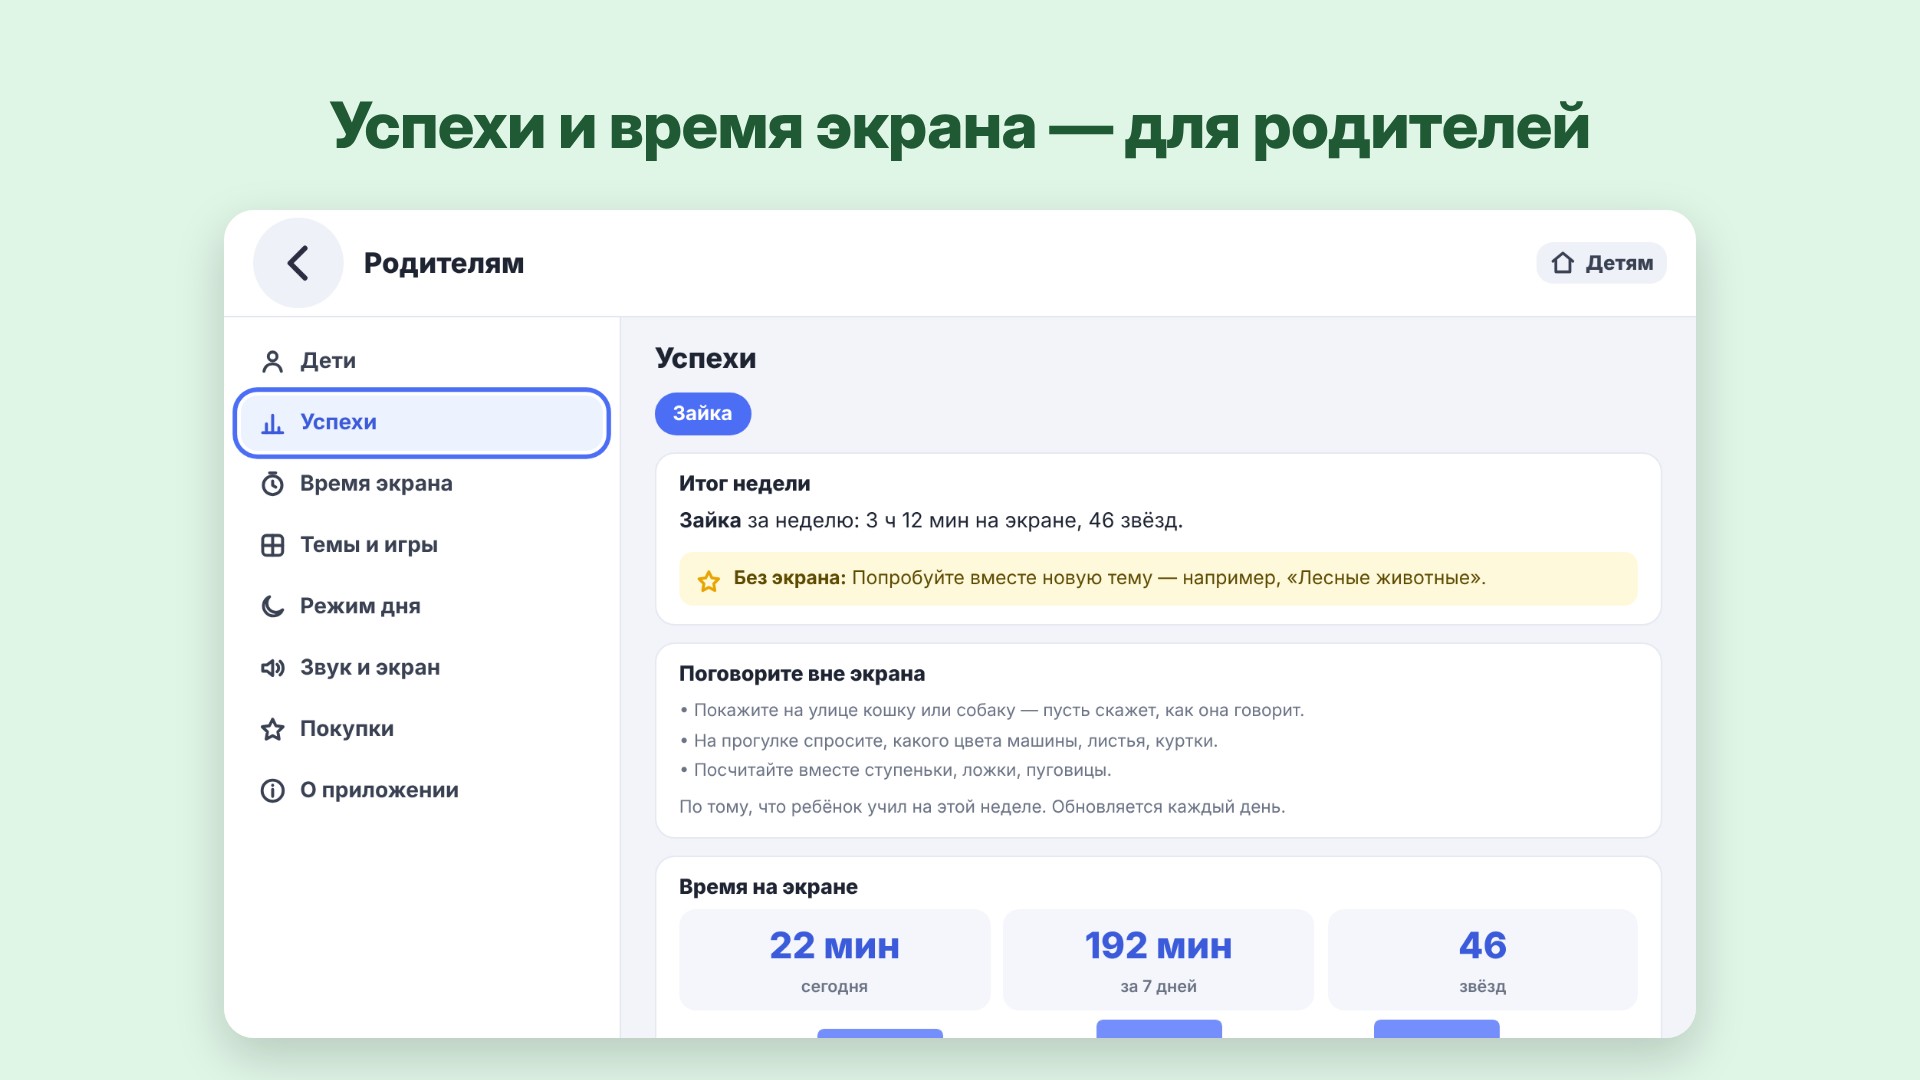 Успехи и время экрана — для родителей
Родителям
Детям
Дети
Успехи
Время экрана
Темы и игры
Режим дня
Звук и экран
Покупки
О приложении
Успехи
Зайка
Итог недели
Зайка за неделю: 3 ч 12 мин на экране, 46 звёзд.
Без экрана: Попробуйте вместе новую тему — например, «Лесные животные».
Поговорите вне экрана
• Покажите на улице кошку или собаку — пусть скажет, как она говорит.
• На прогулке спросите, какого цвета машины, листья, куртки.
• Посчитайте вместе ступеньки, ложки, пуговицы.
По тому, что ребёнок учил на этой неделе. Обновляется каждый день.
Время на экране
22 мин
сегодня
192 мин
за 7 дней
46
звёзд